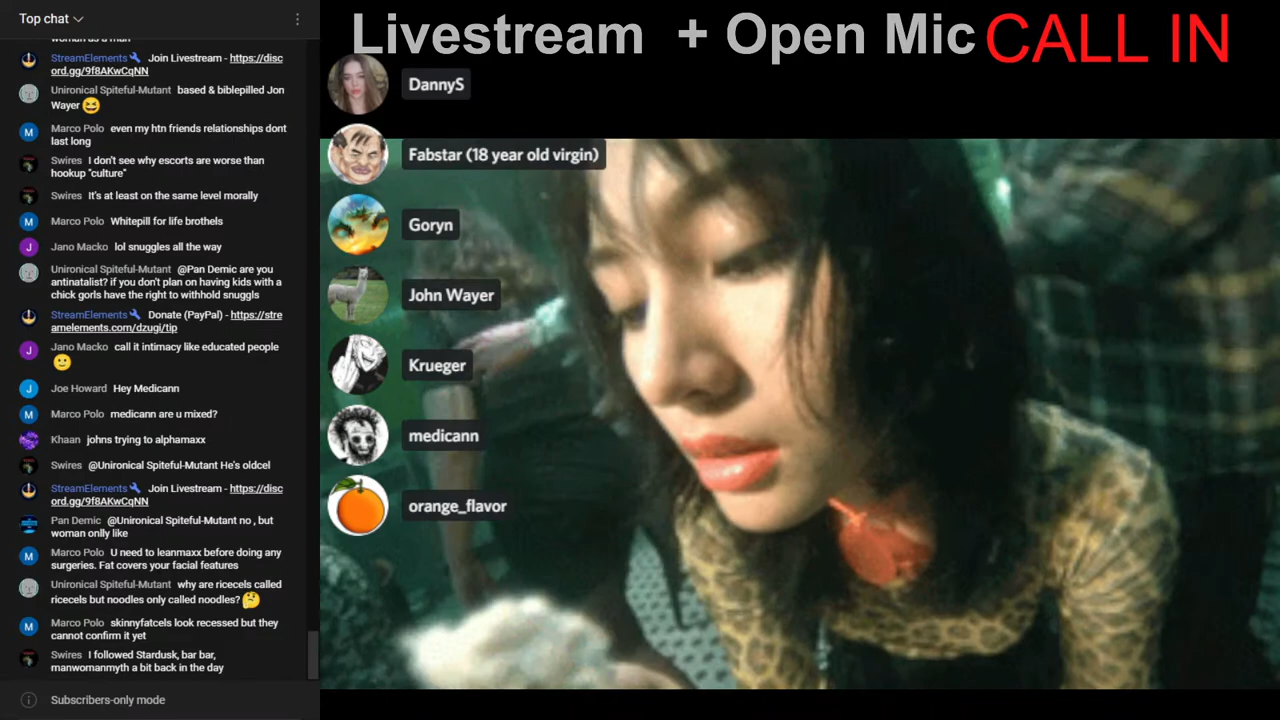 Top chat
woman as a man
StreamElements Join Livestream - https://disc
ord.gg/9f8AKwCqNN
Unironical Spiteful-Mutant based & biblepilled Jon
Wayer 😆
Marco Polo even my htn friends relationships dont
last long
Swires I don't see why escorts are worse than
hookup "culture"
Swires It's at least on the same level morally
Marco Polo Whitepill for life brothels
Jano Macko lol snuggles all the way
Unironical Spiteful-Mutant @Pan Demic are you
antinatalist? if you don't plan on having kids with a
chick gorls have the right to withhold snuggls
StreamElements Donate (PayPal) - https://stre
amelements.com/dzugi/tip
Jano Macko call it intimacy like educated people
🙂
Joe Howard Hey Medicann
Marco Polo medicann are u mixed?
Khaan johns trying to alphamaxx
Swires @Unironical Spiteful-Mutant He's oldcel
StreamElements Join Livestream - https://disc
ord.gg/9f8AKwCqNN
Pan Demic @Unironical Spiteful-Mutant no , but
woman onlly like
Marco Polo U need to leanmaxx before doing any
surgeries. Fat covers your facial features
Unironical Spiteful-Mutant why are ricecels called
ricecels but noodles only called noodles? 🤔
Marco Polo skinnyfatcels look recessed but they
cannot confirm it yet
Swires I followed Stardusk, bar bar,
manwomanmyth a bit back in the day
Subscribers-only mode
Livestream + Open Mic CALL IN
DannyS
Fabstar (18 year old virgin)
Goryn
John Wayer
Krueger
medicann
orange_flavor